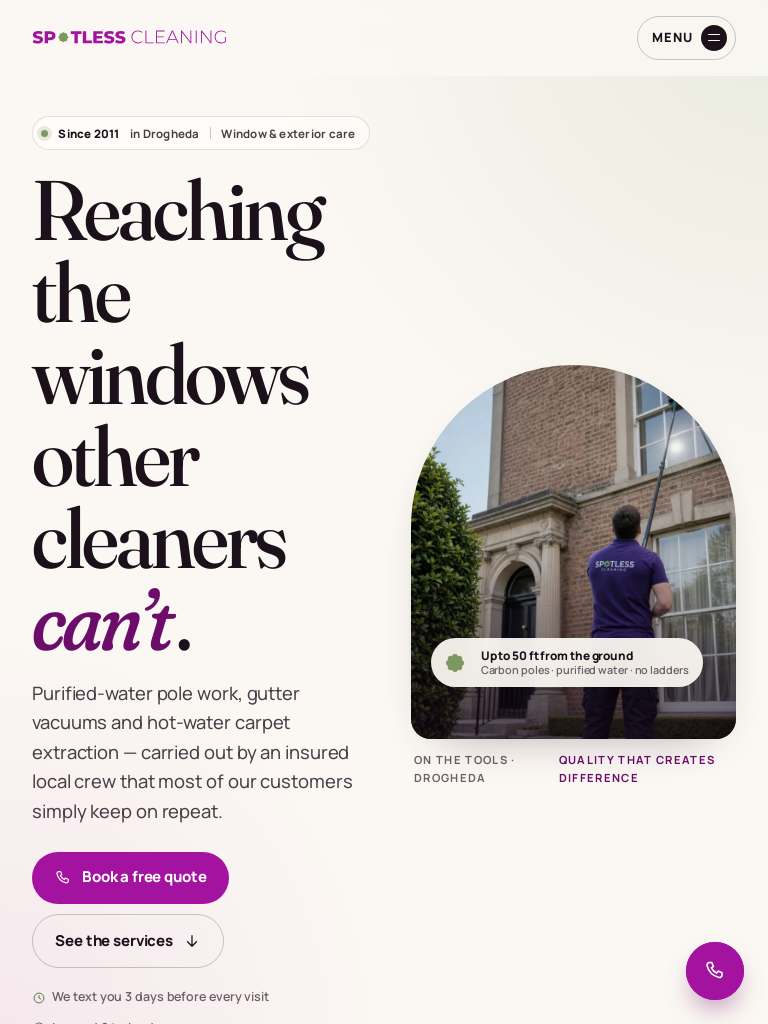 SPOTLESS CLEANING
MENU
Since 2011 in Drogheda Window & exterior care
Reaching
the
windows
other
cleaners
can't.
Purified-water pole work, gutter
vacuums and hot-water carpet
extraction — carried out by an insured
local crew that most of our customers
simply keep on repeat.
Book a free quote
See the services
We text you 3 days before every visit
SPOTLESS
CLEANING
Up to 50 ft from the ground
Carbon poles · purified water · no ladders
ON THE TOOLS ·
DROGHEDA
QUALITY THAT CREATES
DIFFERENCE